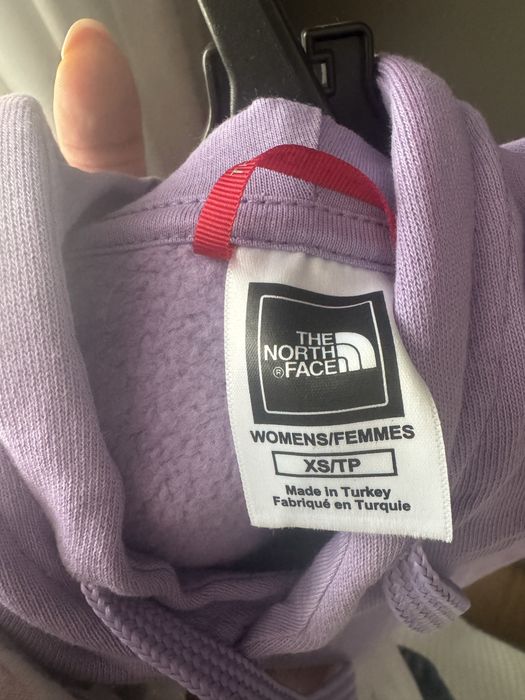 THE
NORTH
®FACE
WOMENS/FEMMES
XS/TP
Made in Turkey
Fabriqué en Turquie